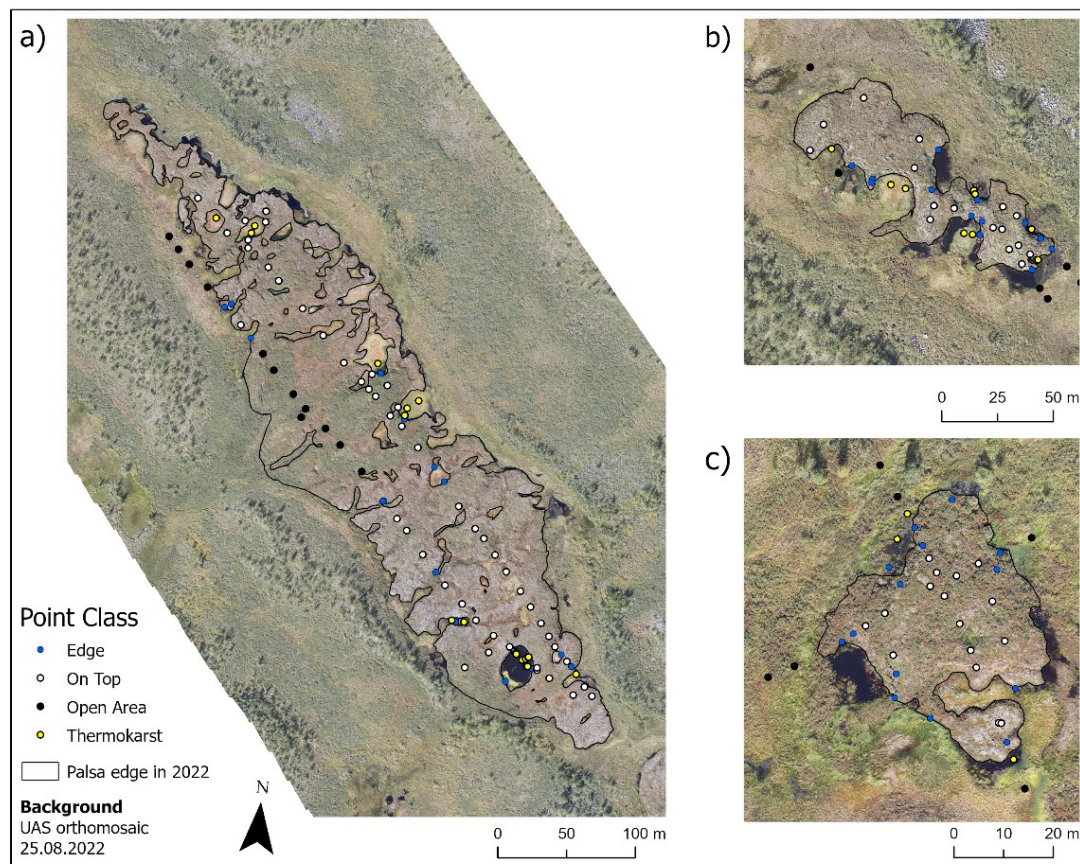 a)
b)
c)
Point Class
Edge
On Top
Open Area
Thermokarst
Palsa edge in 2022
Background
UAS orthomosaic
25.08.2022
N
0 50 100 m
0 25 50 m
0 10 20 m